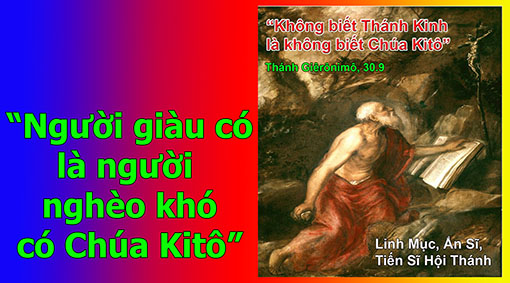 “Người giàu có
là người
nghèo khó
có Chúa Kitô”
“Không biết Thánh Kinh
là không biết Chúa Kitô”
Thánh Giêrônimô, 30.9
Linh Mục, Ẩn Sĩ,
Tiến Sĩ Hội Thánh